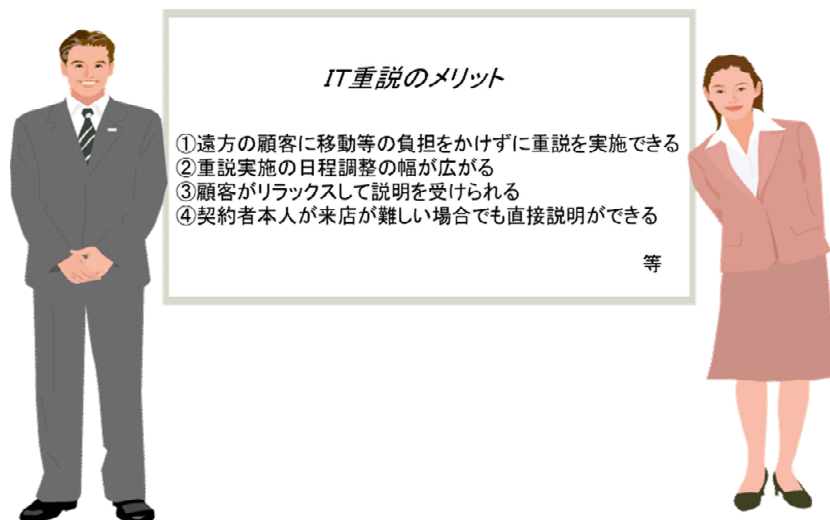 IT重説のメリット
①遠方の顧客に移動等の負担をかけずに重説を実施できる
②重説実施の日程調整の幅が広がる
③顧客がリラックスして説明を受けられる
④契約者本人が来店が難しい場合でも直接説明ができる
等